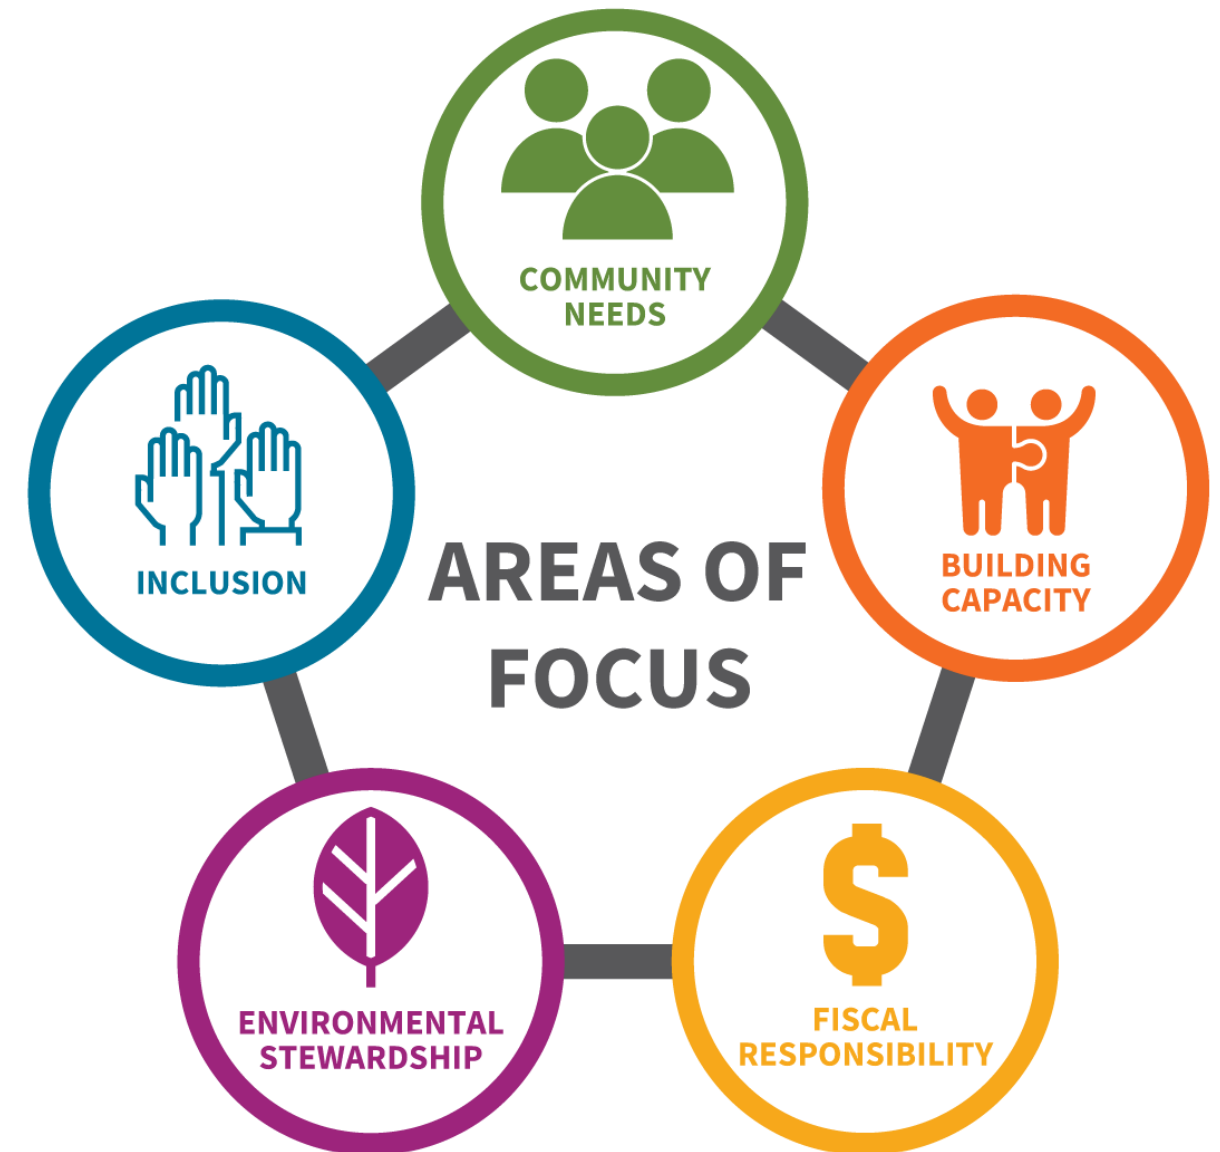 COMMUNITY
NEEDS
INCLUSION
BUILDING
CAPACITY
AREAS OF
FOCUS
ENVIRONMENTAL
STEWARDSHIP
FISCAL
RESPONSIBILITY